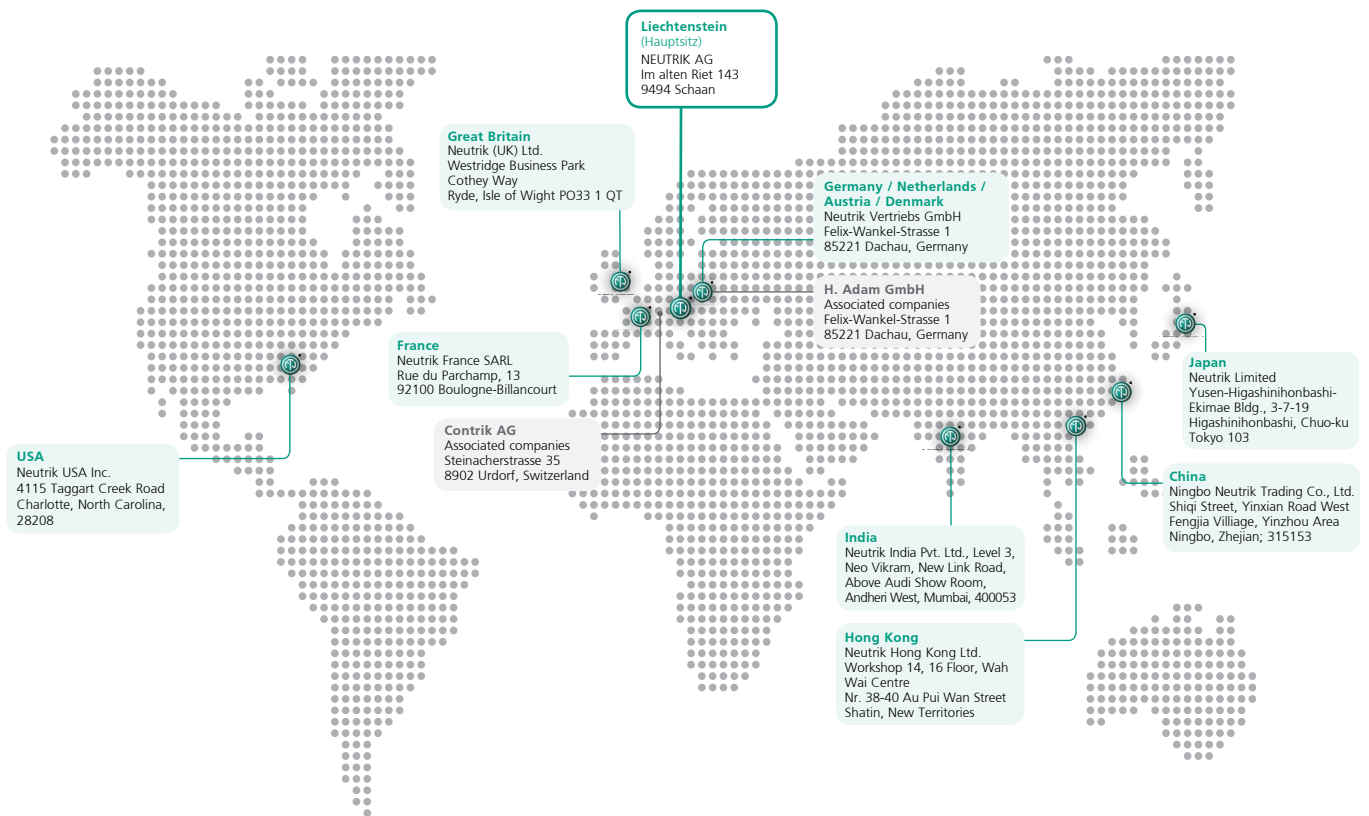 Liechtenstein
(Hauptsitz)
NEUTRIK AG
Im alten Riet 143
9494 Schaan
Great Britain
Neutrik (UK) Ltd.
Westridge Business Park
Cothey Way
Ryde, Isle of Wight PO33 1 QT
Germany / Netherlands /
Austria / Denmark
Neutrik Vertriebs GmbH
Felix-Wankel-Strasse 1
85221 Dachau, Germany
H. Adam GmbH
Associated companies
Felix-Wankel-Strasse 1
85221 Dachau, Germany
France
Neutrik France SARL
Rue du Parchamp, 13
92100 Boulogne-Billancourt
Contrik AG
Associated companies
Steinacherstrasse 35
8902 Urdorf, Switzerland
USA
Neutrik USA Inc.
4115 Taggart Creek Road
Charlotte, North Carolina,
28208
Japan
Neutrik Limited
Yusen-Higashinihonbashi-
Ekimae Bldg., 3-7-19
Higashinihonbashi, Chuo-ku
Tokyo 103
China
Ningbo Neutrik Trading Co., Ltd.
Shiqi Street, Yinxian Road West
Fengjia Villiage, Yinzhou Area
Ningbo, Zhejian; 315153
India
Neutrik India Pvt. Ltd., Level 3,
Neo Vikram, New Link Road,
Above Audi Show Room,
Andheri West, Mumbai, 400053
Hong Kong
Neutrik Hong Kong Ltd.
Workshop 14, 16 Floor, Wah
Wai Centre
Nr. 38-40 Au Pui Wan Street
Shatin, New Territories